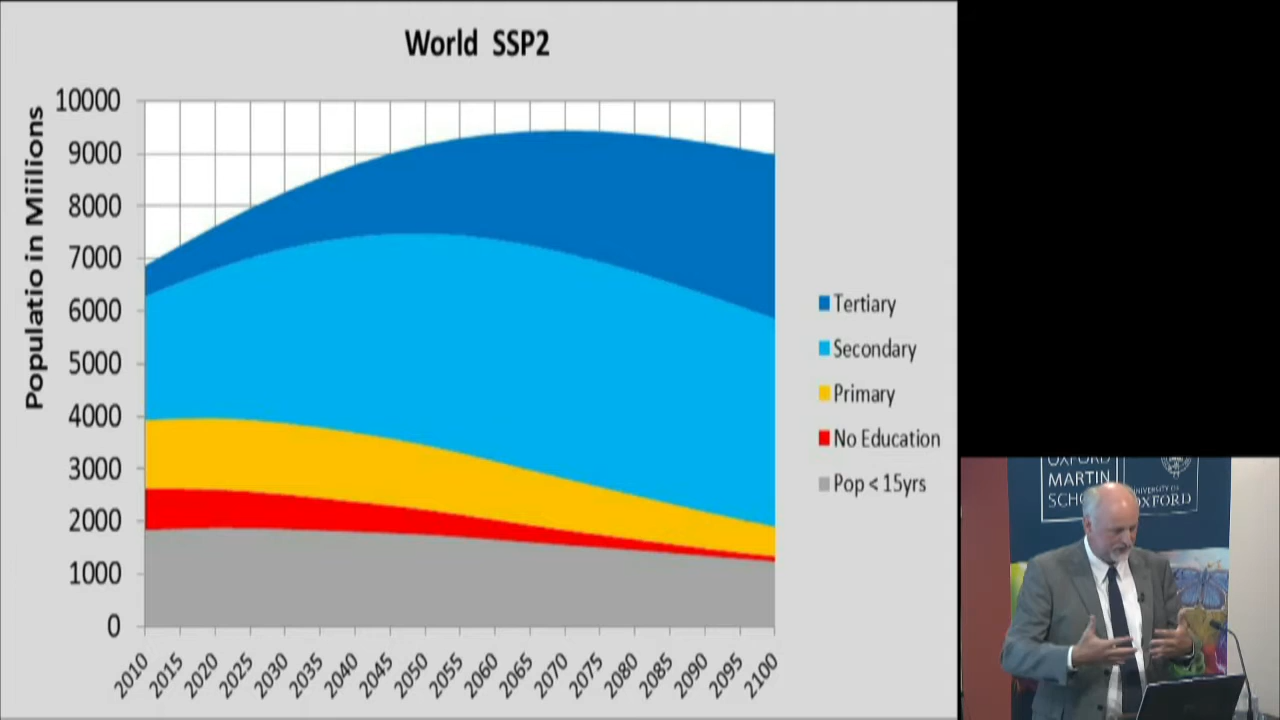 World SSP2
Populatio in Miilions
10000
9000
8000
7000
6000
5000
4000
3000
2000
1000
0
2010
2015
2020
2025
2030
2035
2040
2045
2050
2055
2060
2065
2070
2075
2080
2085
2090
2095
2100
Tertiary
Secondary
Primary
No Education
Pop < 15yrs
OXFORD
MARTIN
SCHO
UNIVERSITY OF
OXFORD